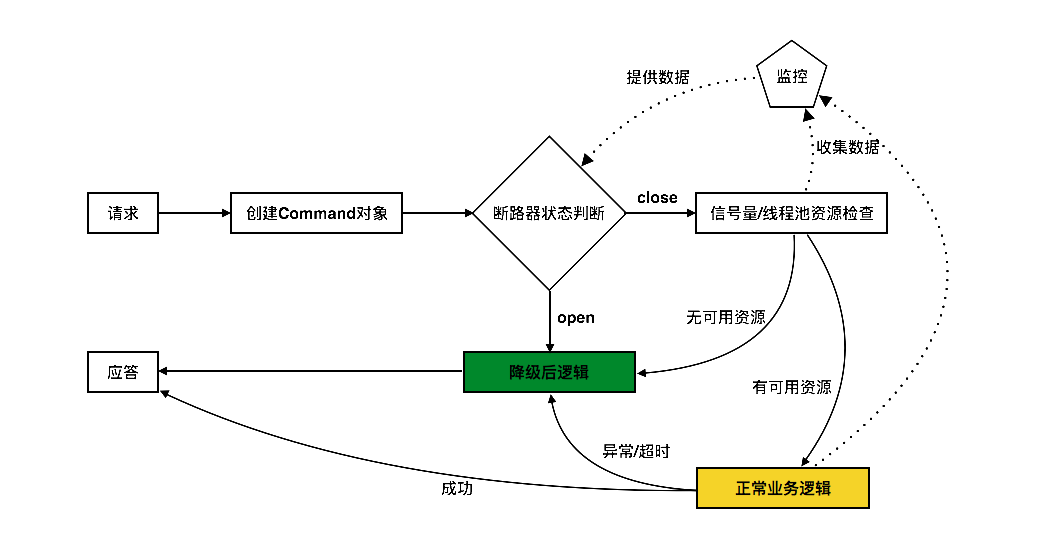 监控
提供数据
收集数据
请求
创建Command对象
断路器状态判断
close
信号量/线程池资源检查
open
无可用资源
应答
降级后逻辑
有可用资源
异常/超时
成功
正常业务逻辑